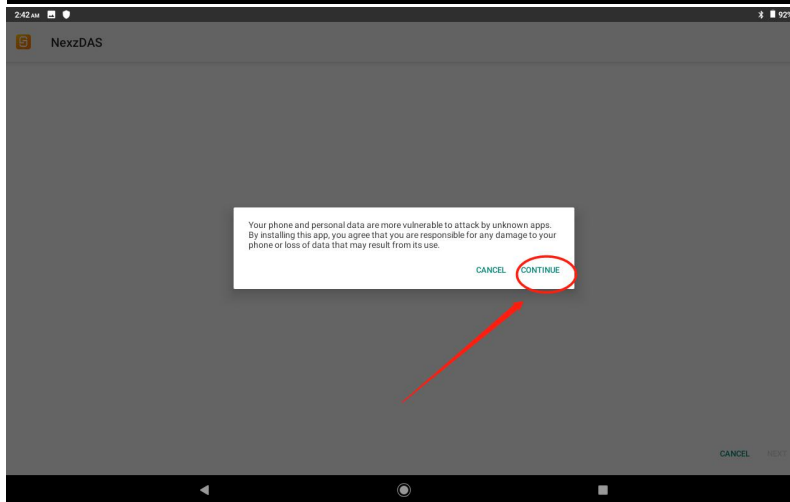 2:42 AM
92%
NexzDAS
Your phone and personal data are more vulnerable to attack by unknown apps.
By installing this app, you agree that you are responsible for any damage to your
phone or loss of data that may result from its use.
CANCEL CONTINUE
CANCEL NEXT